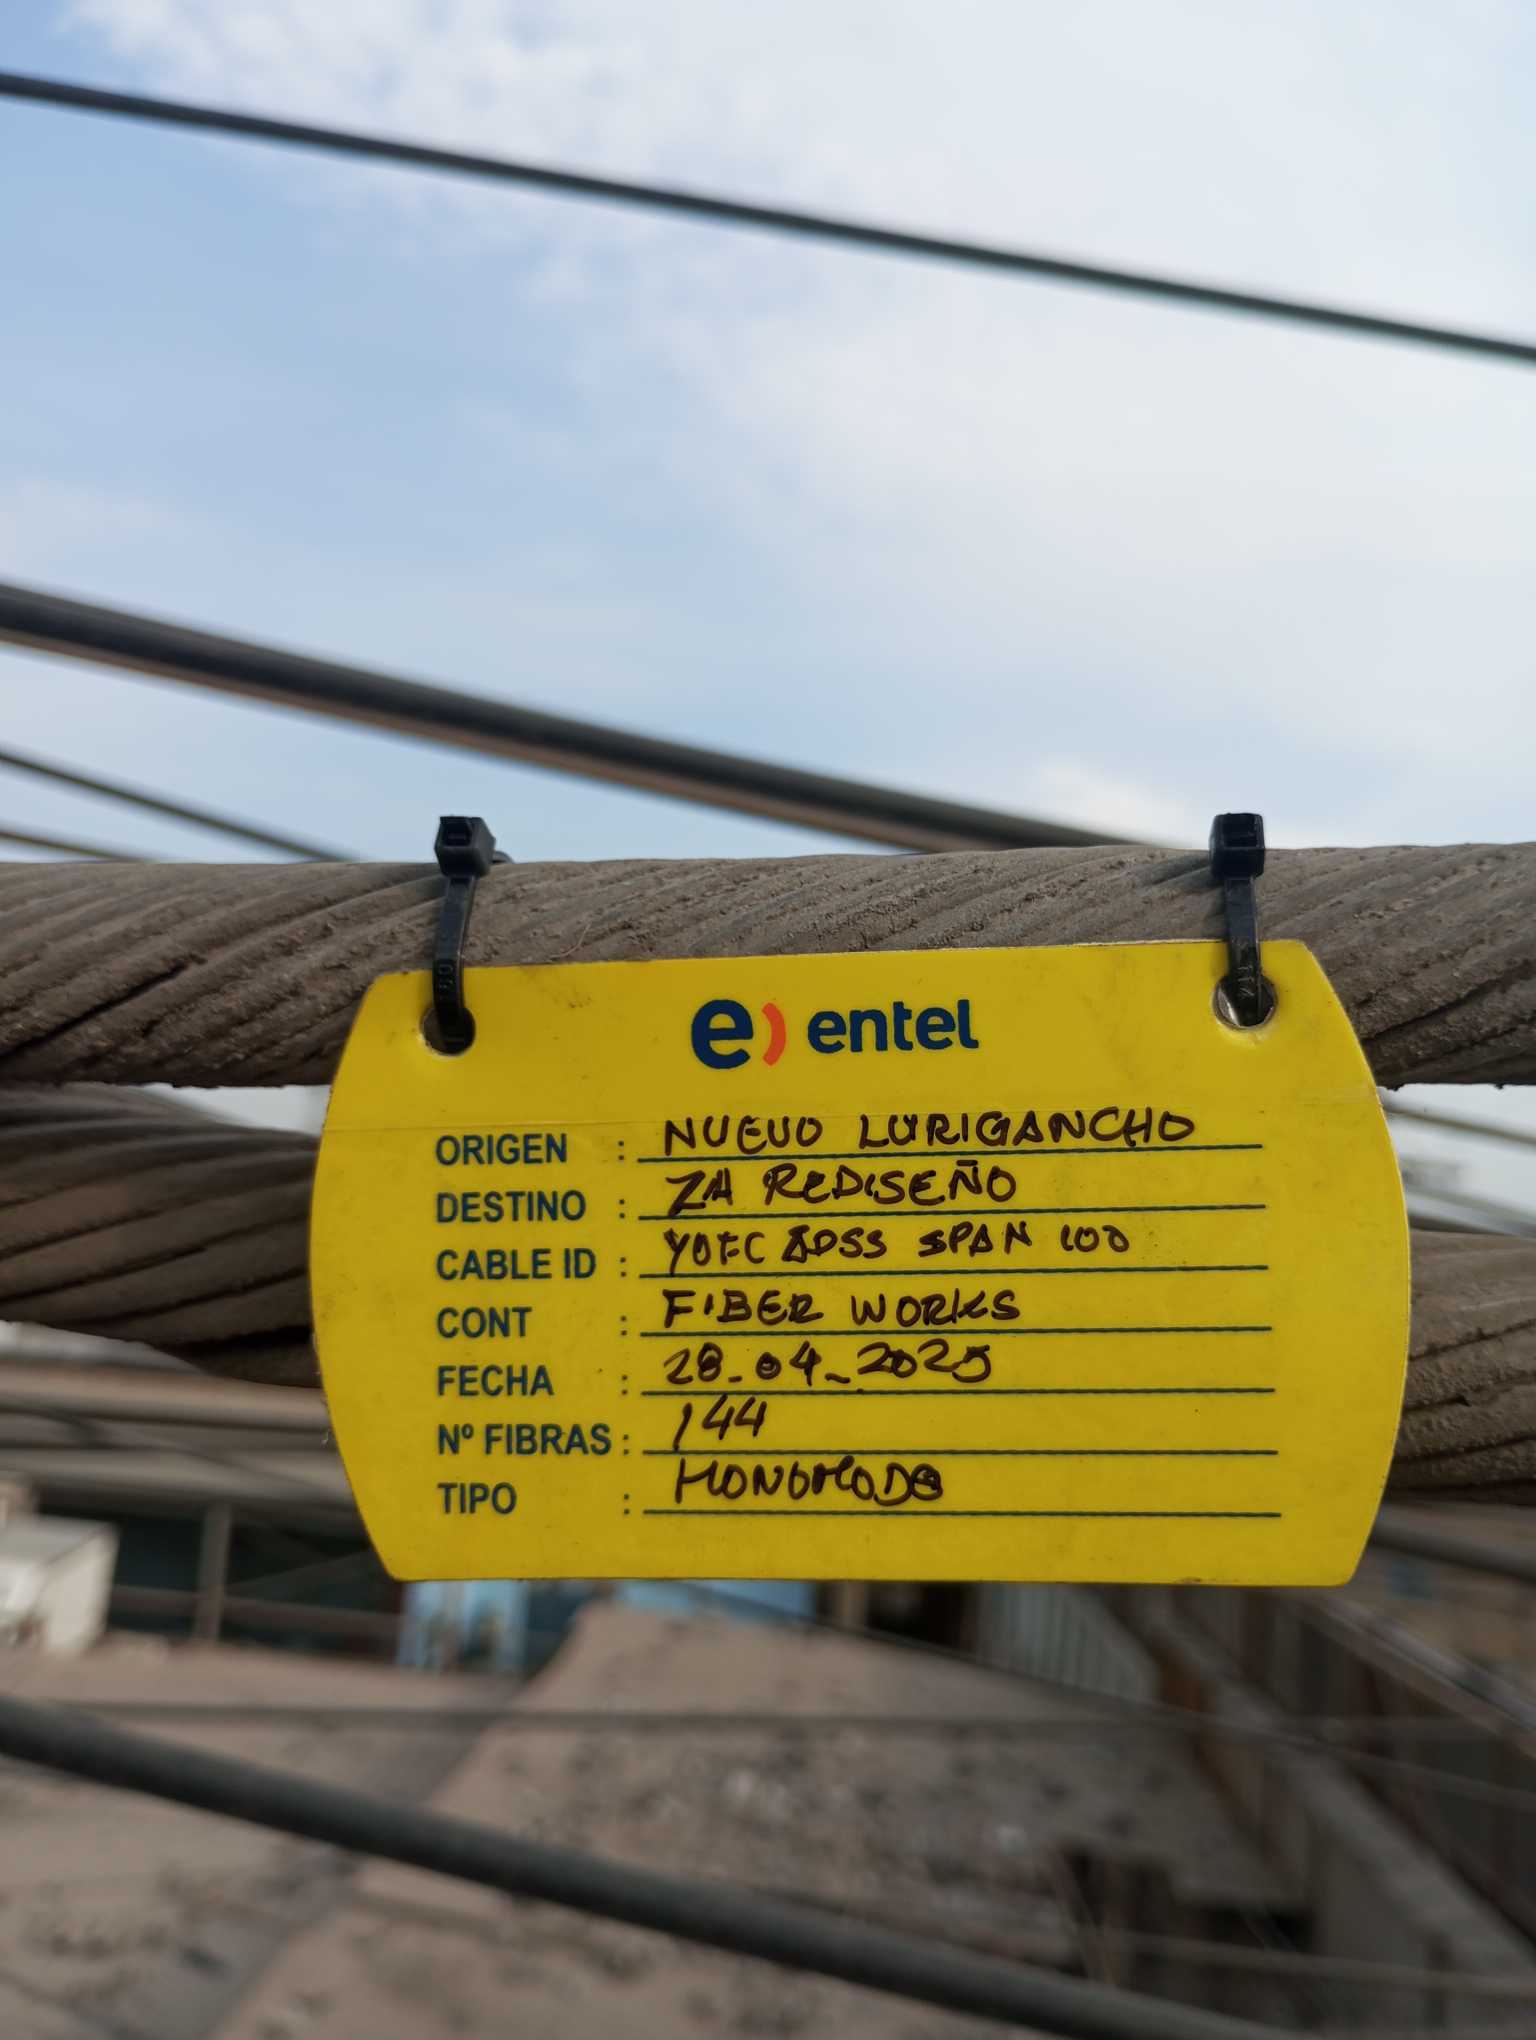 e) entel
ORIGEN : NUEVO LURIGANCHO
DESTINO : ZA REDISEÑO
CABLE ID : YOFC ADSS SPAN 100
CONT : FIBER WORKS
FECHA : 28-04-2025
Nº FIBRAS : 144
TIPO : MONOMODO